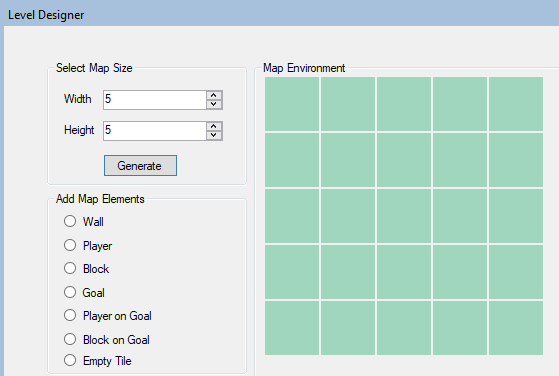 Level Designer
Select Map Size
Width 5
Height 5
Generate
Add Map Elements
Wall
Player
Block
Goal
Player on Goal
Block on Goal
Empty Tile
Map Environment